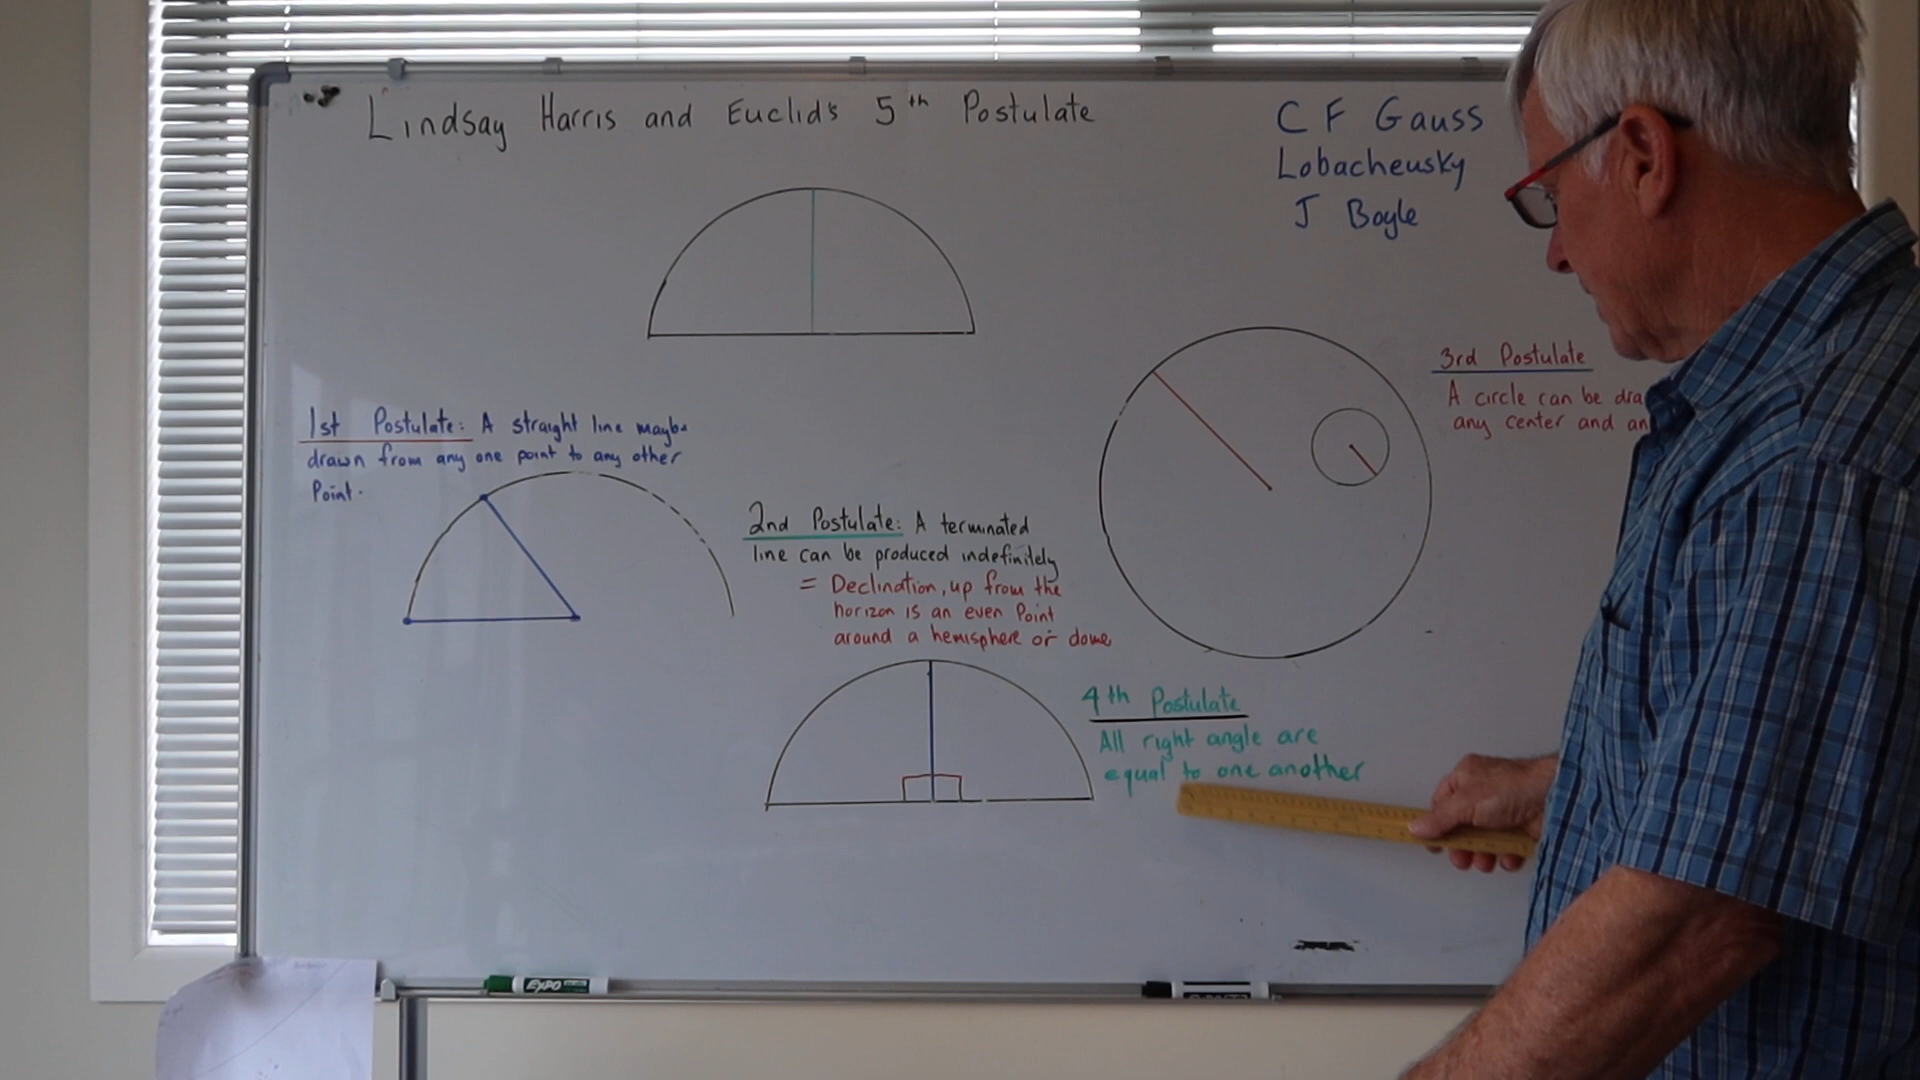 Lindsay Harris and Euclid's 5th Postulate
C F Gauss
Lobacheusky
J Boyle
3rd Postulate
A circle can be dra
any center and an
1st Postulate: A straight line maybe
drawn from any one point to any other
Point.
2nd Postulate: A terminated
line can be produced indefinitely
= Declination, up from the
horizon is an even Point
around a hemisphere or dome
4th Postulate
All right angle are
equal to one another
EXPO